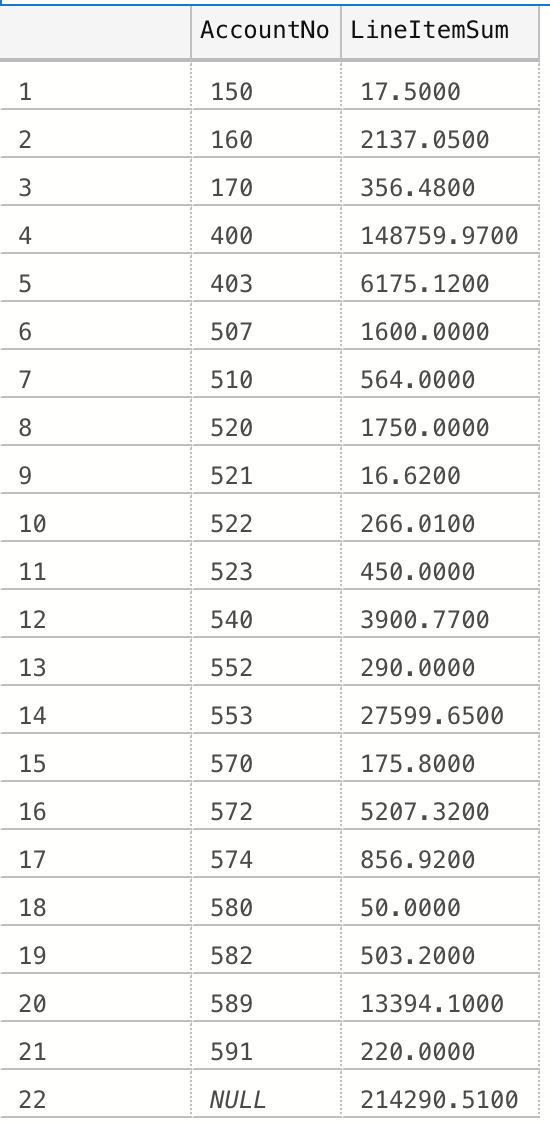 AccountNo LineItemSum
1 150 17.5000
2 160 2137.0500
3 170 356.4800
4 400 148759.9700
5 403 6175.1200
6 507 1600.0000
7 510 564.0000
8 520 1750.0000
9 521 16.6200
10 522 266.0100
11 523 450.0000
12 540 3900.7700
13 552 290.0000
14 553 27599.6500
15 570 175.8000
16 572 5207.3200
17 574 856.9200
18 580 50.0000
19 582 503.2000
20 589 13394.1000
21 591 220.0000
22 NULL 214290.5100